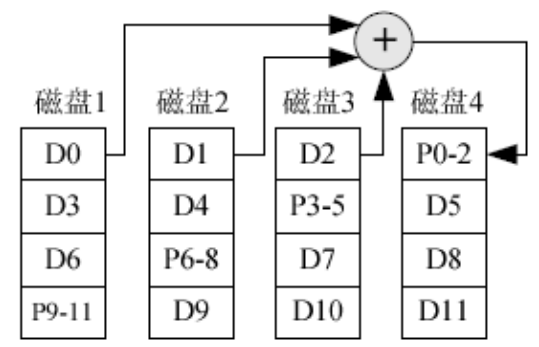 +
磁盘1 磁盘2 磁盘3 磁盘4
D0 D1 D2 P0-2
D3 D4 P3-5 D5
D6 P6-8 D7 D8
P9-11 D9 D10 D11